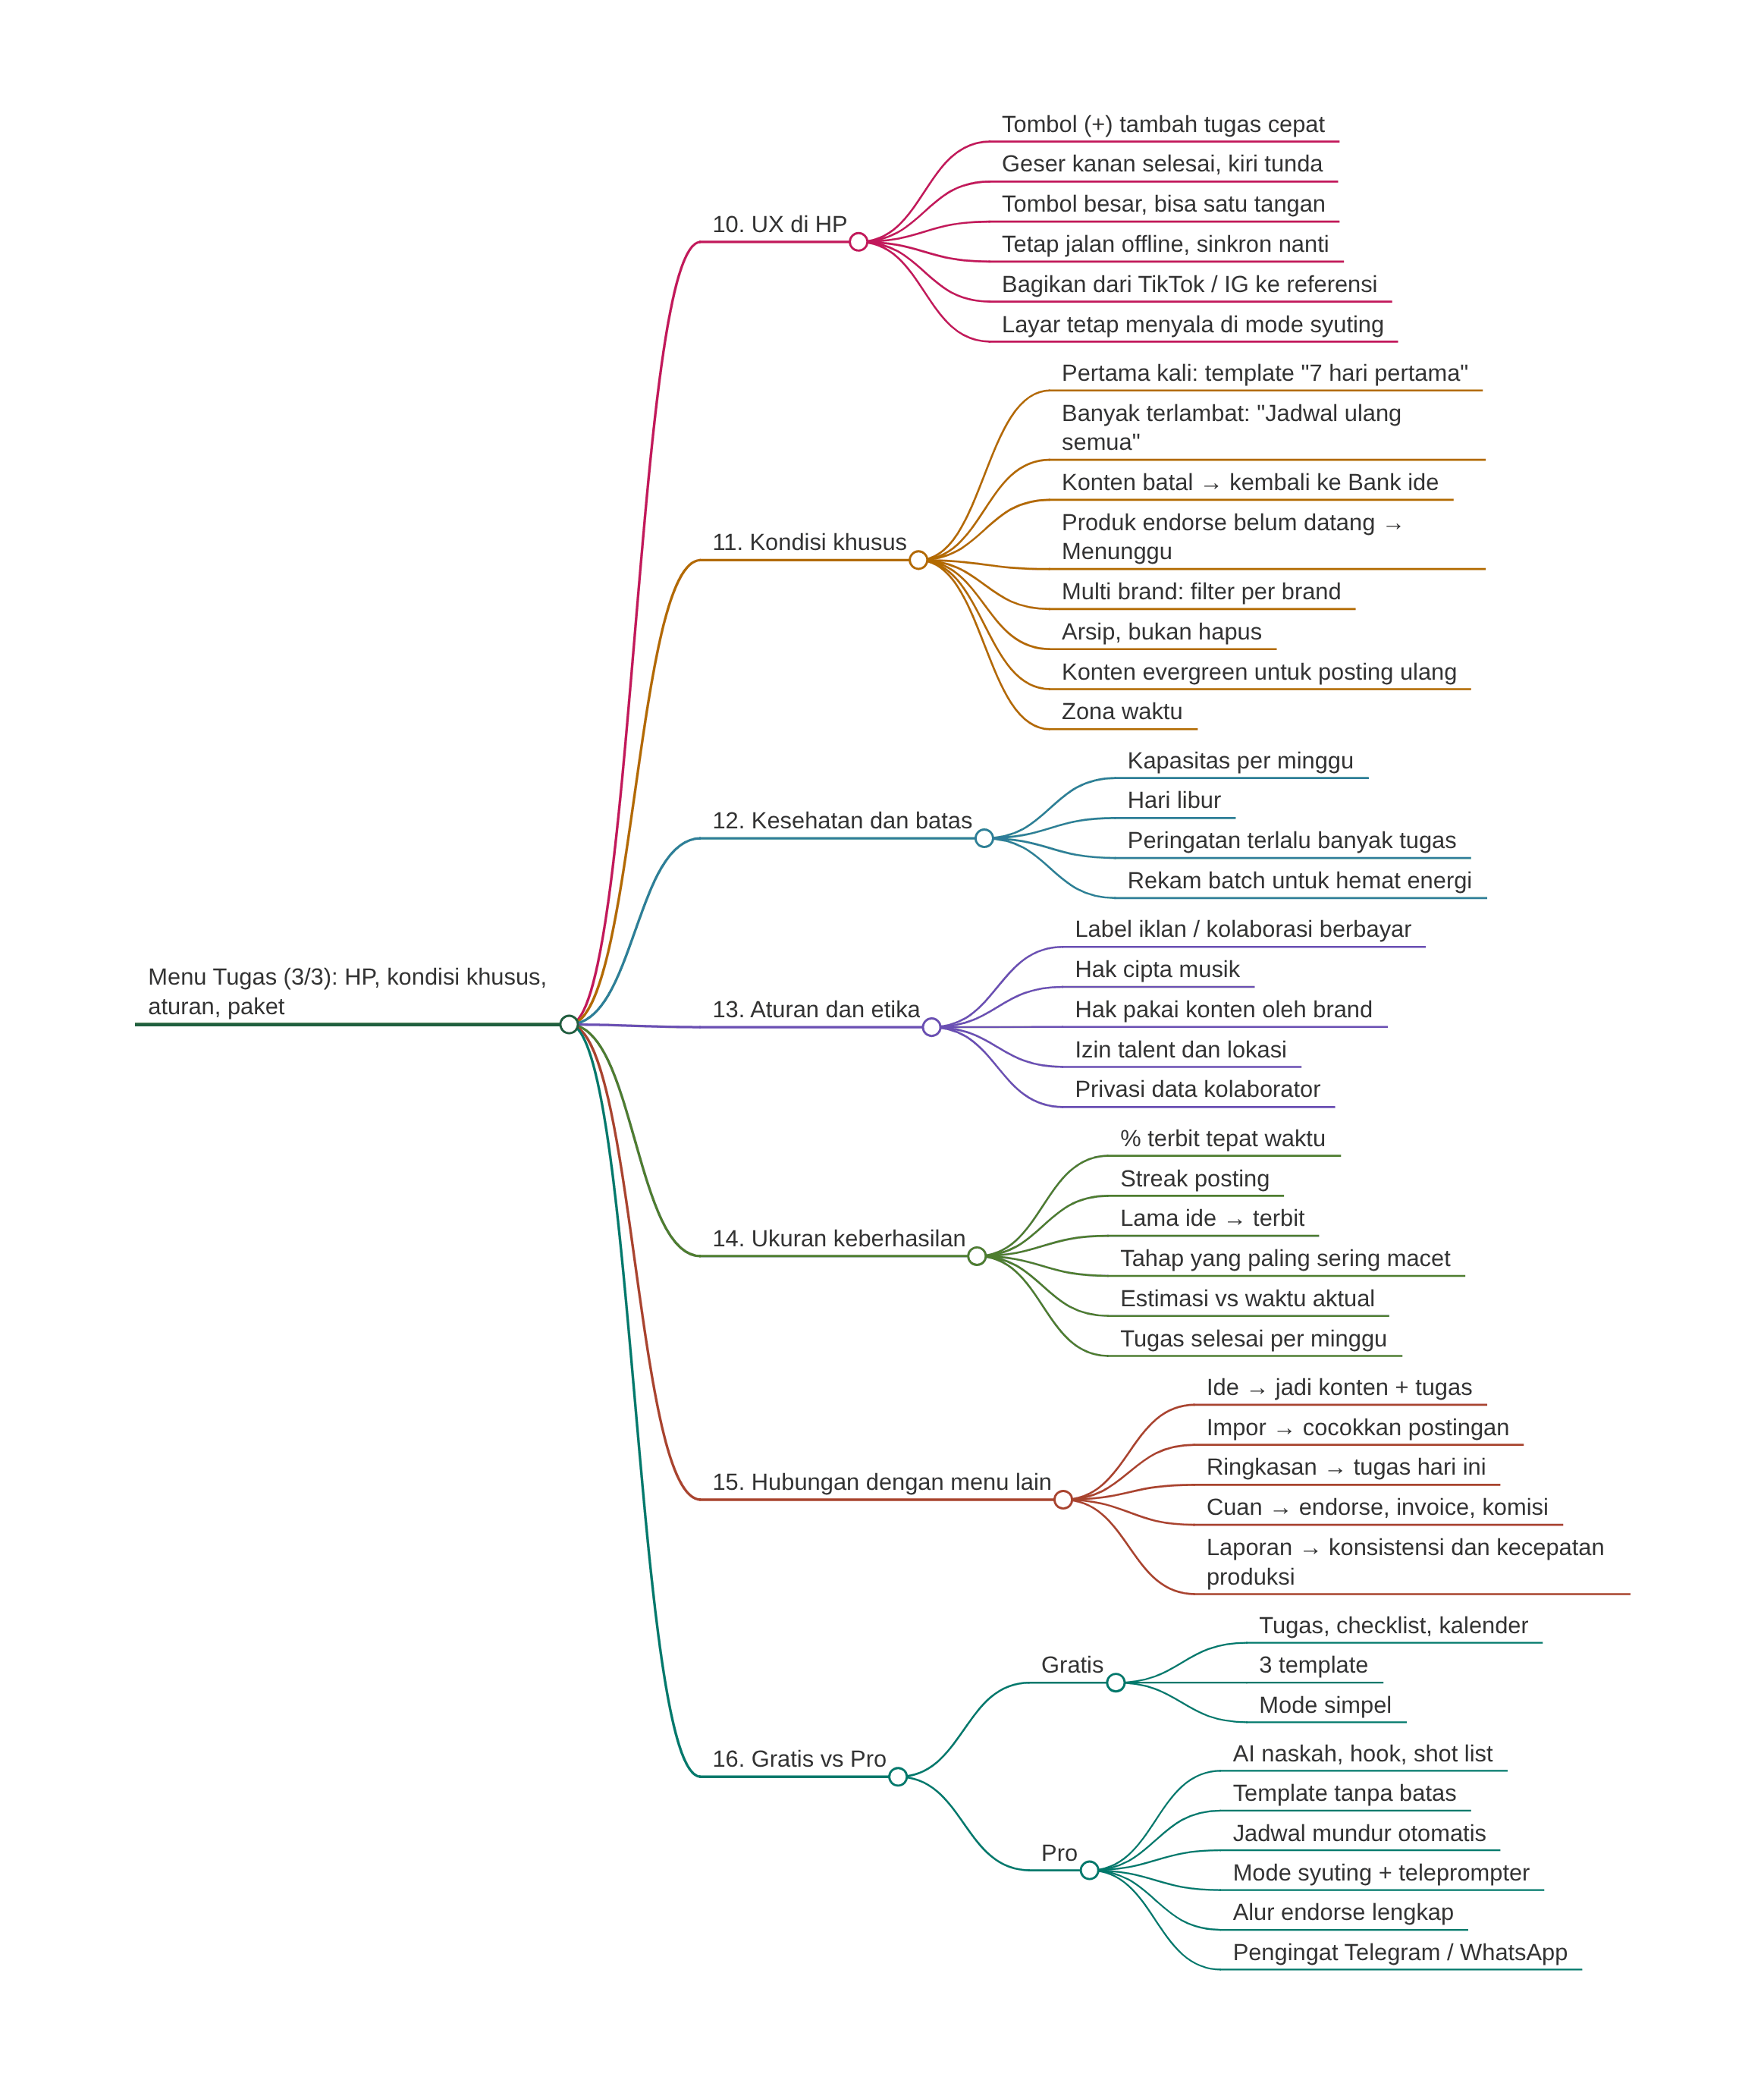 Menu Tugas (3/3): HP, kondisi khusus,
aturan, paket
10. UX di HP
Tombol (+) tambah tugas cepat
Geser kanan selesai, kiri tunda
Tombol besar, bisa satu tangan
Tetap jalan offline, sinkron nanti
Bagikan dari TikTok / IG ke referensi
Layar tetap menyala di mode syuting
11. Kondisi khusus
Pertama kali: template "7 hari pertama"
Banyak terlambat: "Jadwal ulang
semua"
Konten batal → kembali ke Bank ide
Produk endorse belum datang →
Menunggu
Multi brand: filter per brand
Arsip, bukan hapus
Konten evergreen untuk posting ulang
Zona waktu
12. Kesehatan dan batas
Kapasitas per minggu
Hari libur
Peringatan terlalu banyak tugas
Rekam batch untuk hemat energi
13. Aturan dan etika
Label iklan / kolaborasi berbayar
Hak cipta musik
Hak pakai konten oleh brand
Izin talent dan lokasi
Privasi data kolaborator
14. Ukuran keberhasilan
% terbit tepat waktu
Streak posting
Lama ide → terbit
Tahap yang paling sering macet
Estimasi vs waktu aktual
Tugas selesai per minggu
15. Hubungan dengan menu lain
Ide → jadi konten + tugas
Impor → cocokkan postingan
Ringkasan → tugas hari ini
Cuan → endorse, invoice, komisi
Laporan → konsistensi dan kecepatan
produksi
16. Gratis vs Pro
Gratis
Tugas, checklist, kalender
3 template
Mode simpel
Pro
AI naskah, hook, shot list
Template tanpa batas
Jadwal mundur otomatis
Mode syuting + teleprompter
Alur endorse lengkap
Pengingat Telegram / WhatsApp